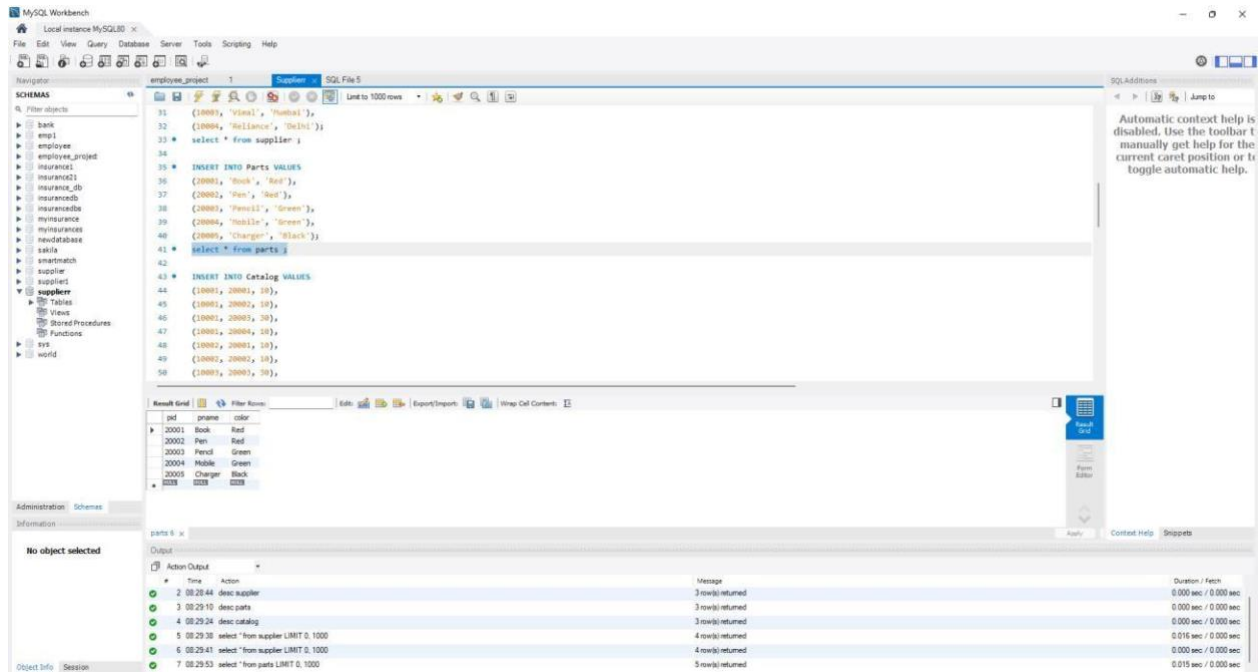 MySQL Workbench
Local instance MySQL80 ×
File Edit View Query Database Server Tools Scripting Help
Navigator
SCHEMAS
Filter objects
bank
emp1
employee
employee_projed
insurance1
insurance21
insurance_db
insurancedb
insurancedbs
myinsurance
myinsurances
newdatabase
sakila
smartmatch
supplier
supplier1
supplierr
Tables
Views
Stored Procedures
Functions
sys
world
Administration Schemas
Information
No object selected
Object Info Session
employee_project 1 Supplierr × SQL File 5
Limit to 1000 rows
31 (10003, 'Vimal', 'Mumbai'),
32 (10004, 'Reliance', 'Delhi');
33 select * from supplier ;
34
35 INSERT INTO Parts VALUES
36 (20001, 'Book', 'Red'),
37 (20002, 'Pen', 'Red'),
38 (20003, 'Pencil', 'Green'),
39 (20004, 'Mobile', 'Green'),
40 (20005, 'Charger', 'Black');
41 select * from parts ;
42
43 INSERT INTO Catalog VALUES
44 (10001, 20001, 10),
45 (10001, 20002, 10),
46 (10001, 20003, 30),
47 (10001, 20004, 10),
48 (10002, 20001, 10),
49 (10002, 20002, 10),
50 (10003, 20003, 30),
Result Grid Filter Rows: Edit: Export/Import: Wrap Cell Content:
pid pname color
20001 Book Red
20002 Pen Red
20003 Pencil Green
20004 Mobile Green
20005 Charger Black
NULL NULL NULL
Result Grid
Form Editor
parts 6 × Apply
Output
Action Output
# Time Action Message Duration / Fetch
2 08:28:44 desc supplier 3 row(s) returned 0.000 sec / 0.000 sec
3 08:29:10 desc parts 3 row(s) returned 0.000 sec / 0.000 sec
4 08:29:24 desc catalog 3 row(s) returned 0.000 sec / 0.000 sec
5 08:29:38 select * from supplier LIMIT 0, 1000 4 row(s) returned 0.016 sec / 0.000 sec
6 08:29:41 select * from supplier LIMIT 0, 1000 4 row(s) returned 0.000 sec / 0.000 sec
7 08:29:53 select * from parts LIMIT 0, 1000 5 row(s) returned 0.015 sec / 0.000 sec
SQLAdditions
Jump to
Automatic context help is
disabled. Use the toolbar t
manually get help for the
current caret position or t
toggle automatic help.
Context Help Snippets